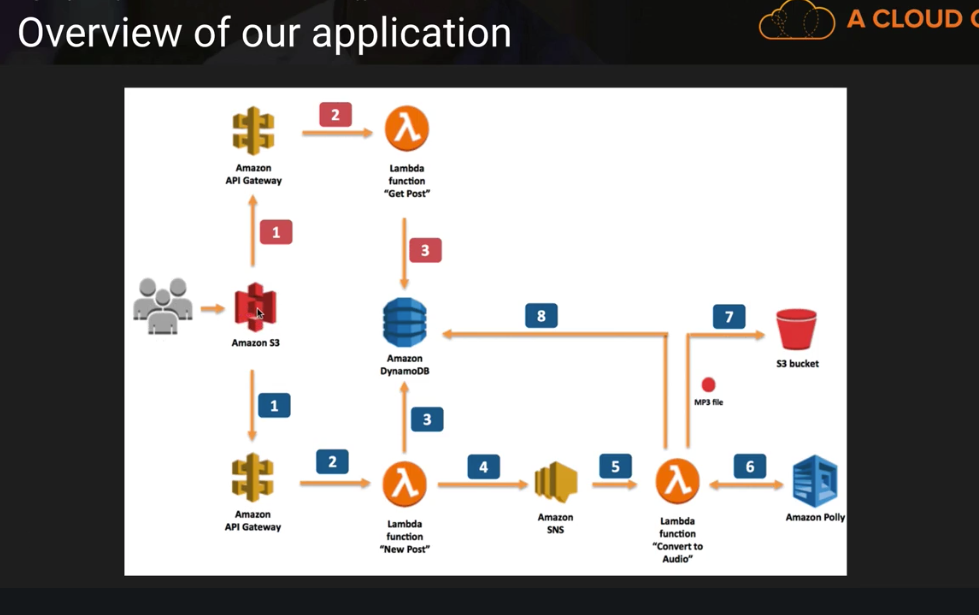 Overview of our application
A CLOUD
2
Amazon
API Gateway
Lambda
function
“Get Post”
1
3
Amazon S3
8
7
Amazon
DynamoDB
S3 bucket
MP3 file
1
3
2
4
5
6
Amazon
API Gateway
Lambda
function
“New Post”
Amazon
SNS
Lambda
function
“Convert to
Audio”
Amazon Polly